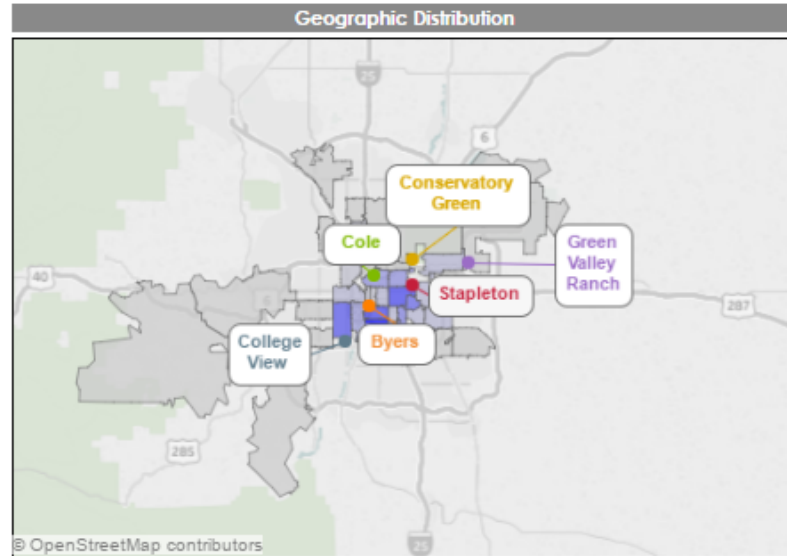 Geographic Distribution
25
6
Conservatory
Green
Cole
Green
Valley
Ranch
40
6
Stapleton
287
College
View
Byers
285
25
© OpenStreetMap contributors